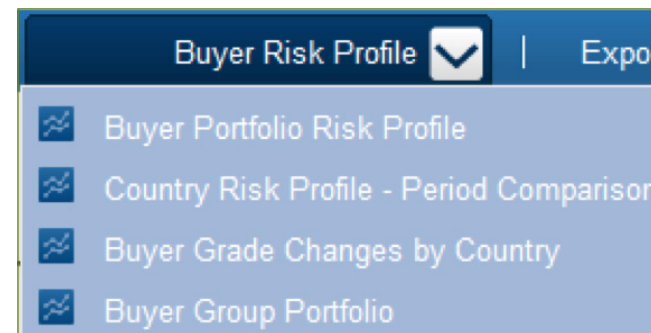 Buyer Risk Profile | Expo
Buyer Portfolio Risk Profile
Country Risk Profile - Period Comparison
Buyer Grade Changes by Country
Buyer Group Portfolio